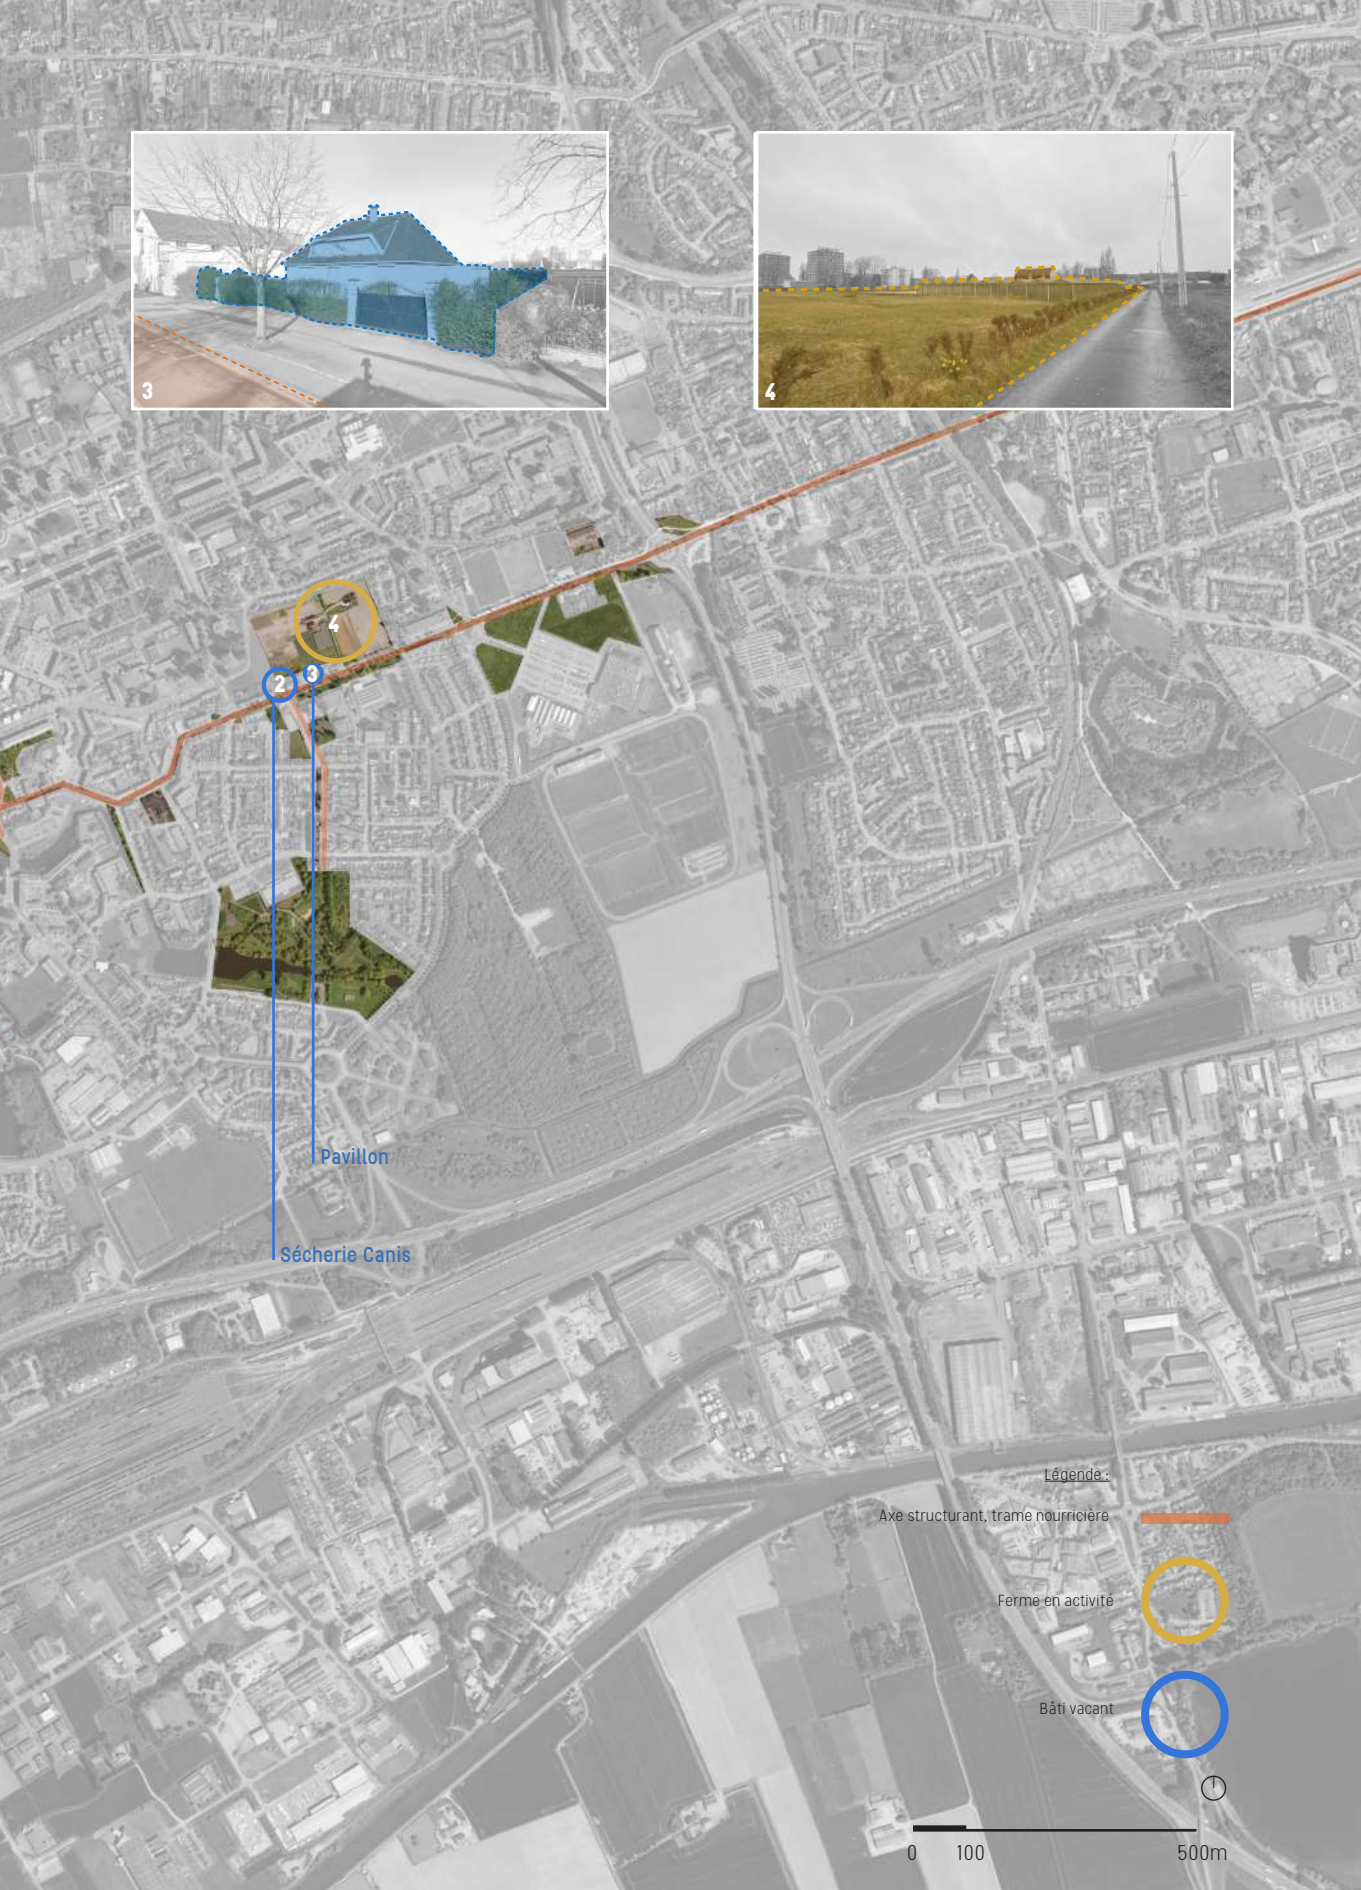 3
4
4
3
2
Pavillon
Sécherie Canis
Légende :
Axe structurant, trame nourricière
Ferme en activité
Bâti vacant
0 100 500m